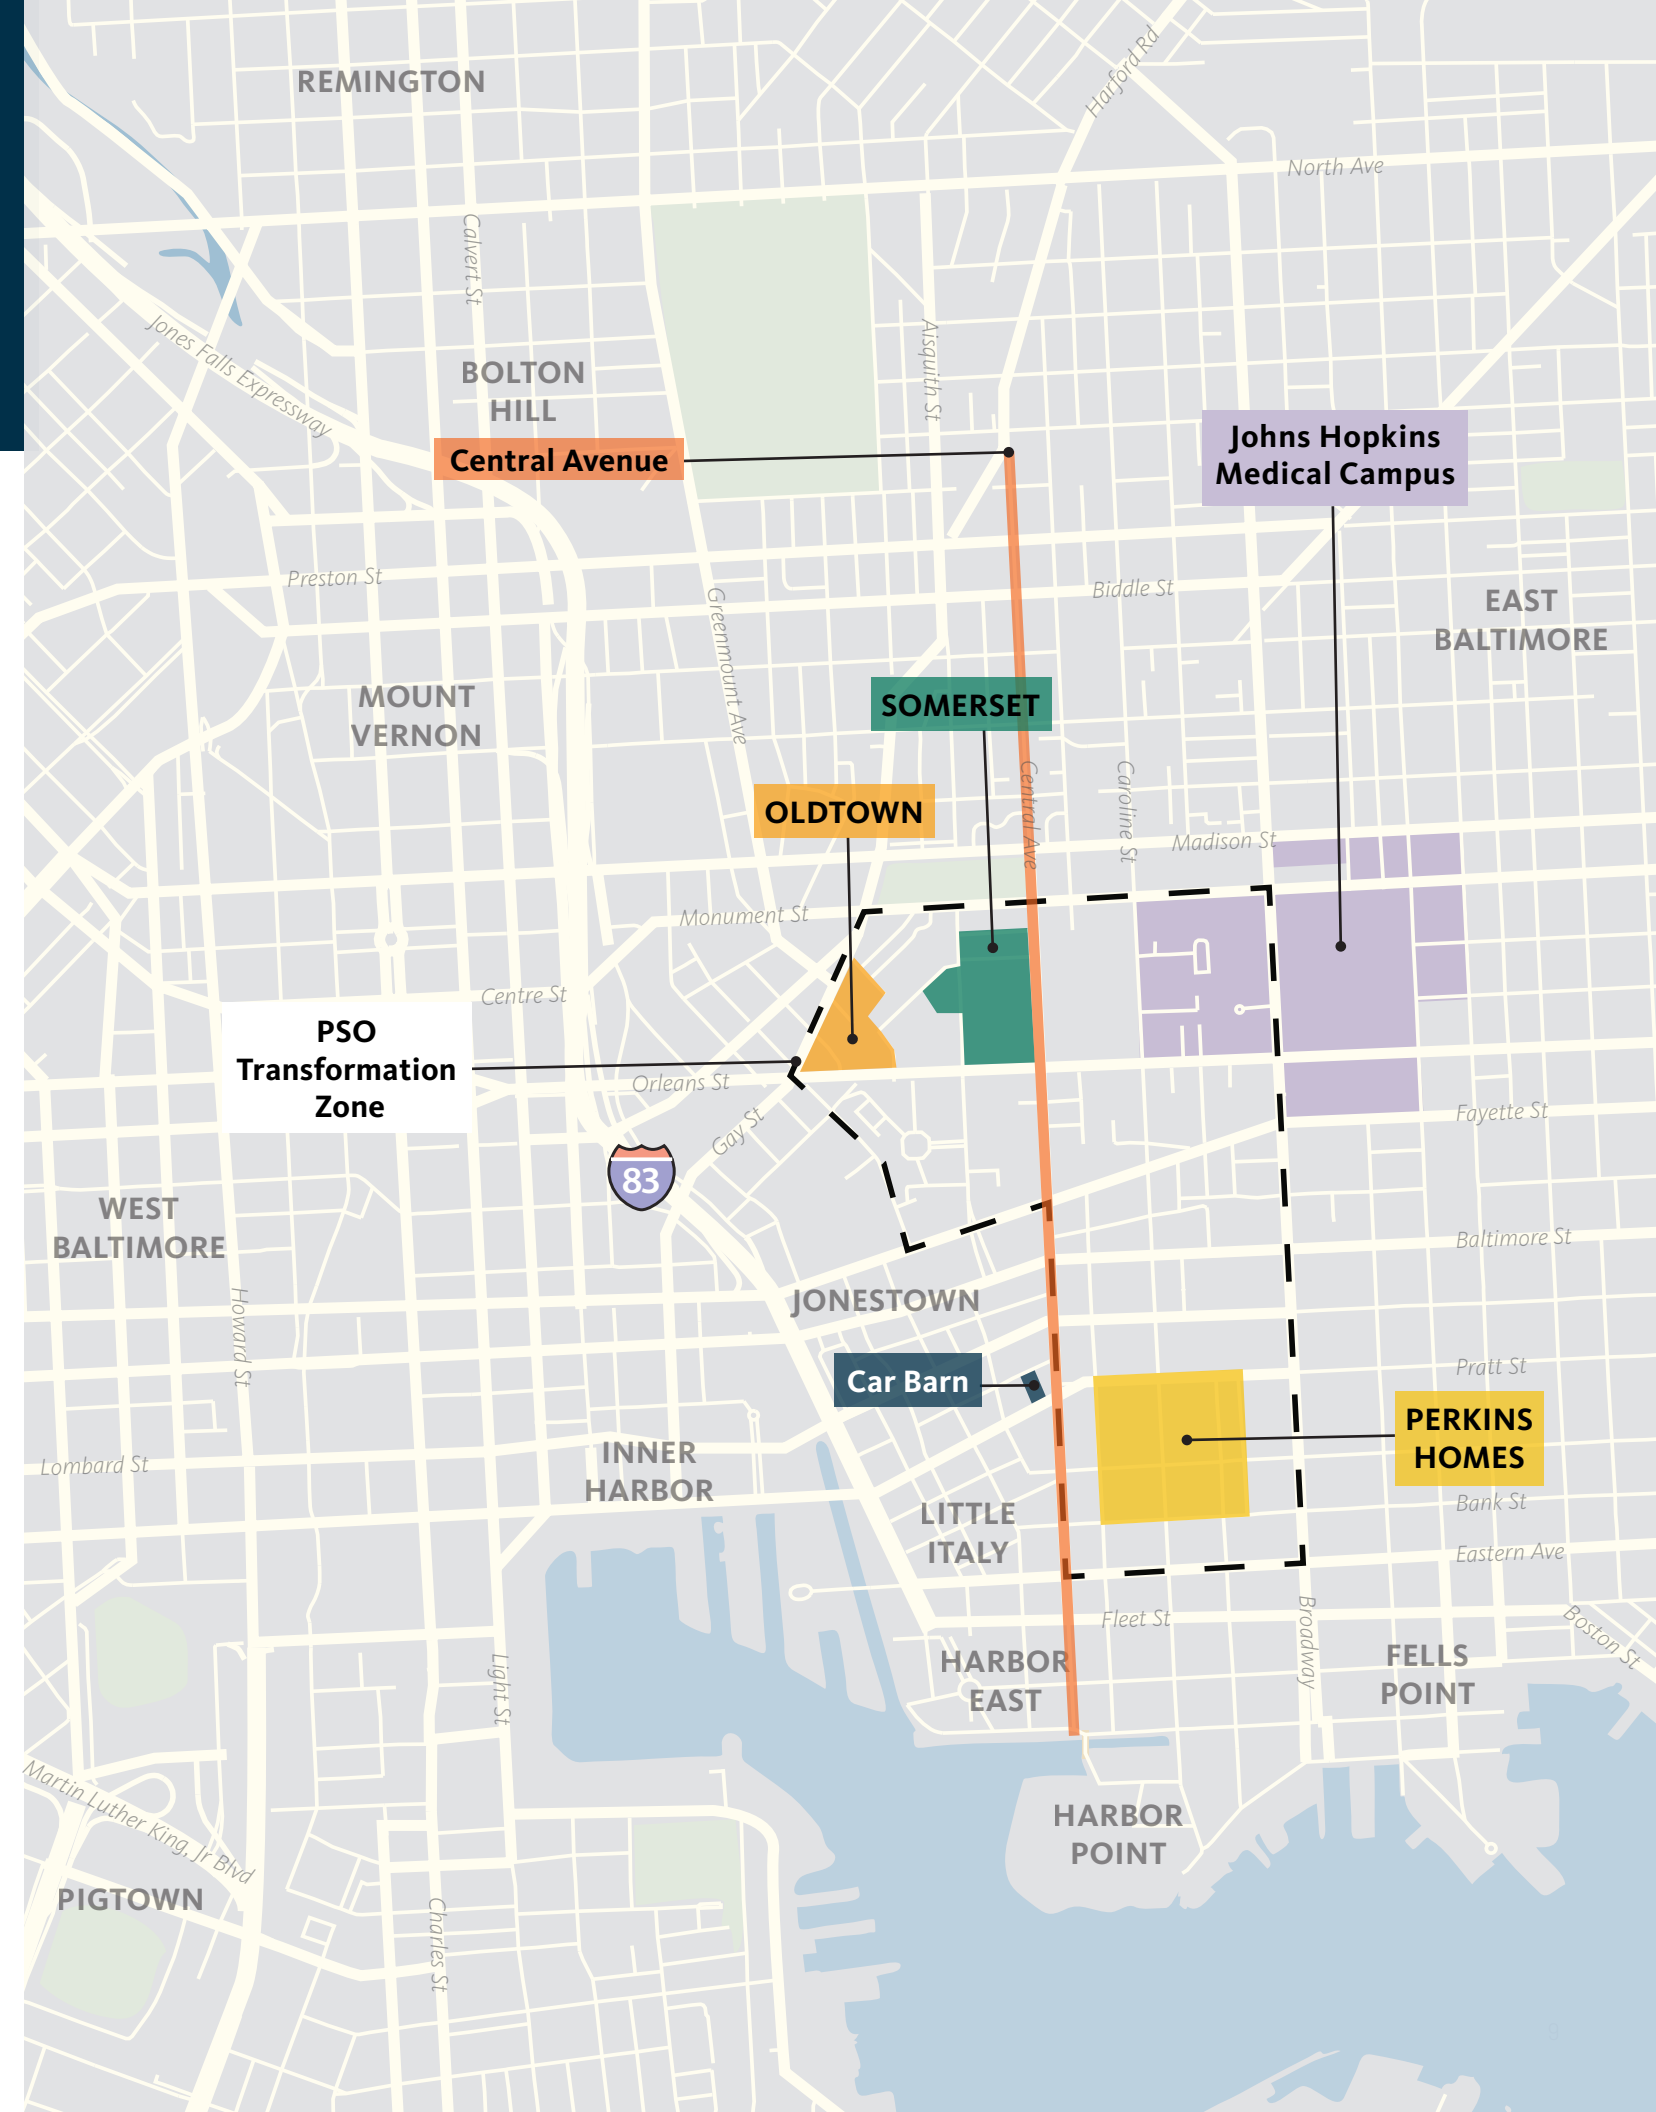 REMINGTON
Harford Rd
North Ave
Calvert St
Jones Falls Expressway
BOLTON
HILL
Aisquith St
Central Avenue
Johns Hopkins
Medical Campus
Preston St
Biddle St
Greenmount Ave
EAST
BALTIMORE
MOUNT
VERNON
SOMERSET
Central Ave
Caroline St
OLDTOWN
Madison St
Monument St
Centre St
PSO
Transformation
Zone
Orleans St
Gay St
Fayette St
83
WEST
BALTIMORE
Baltimore St
Howard St
JONESTOWN
Car Barn
Pratt St
PERKINS
HOMES
Lombard St
INNER
HARBOR
LITTLE
ITALY
Bank St
Eastern Ave
Fleet St
Broadway
Boston St
HARBOR
EAST
FELLS
POINT
Light St
Martin Luther King, Jr Blvd
HARBOR
POINT
PIGTOWN
Charles St